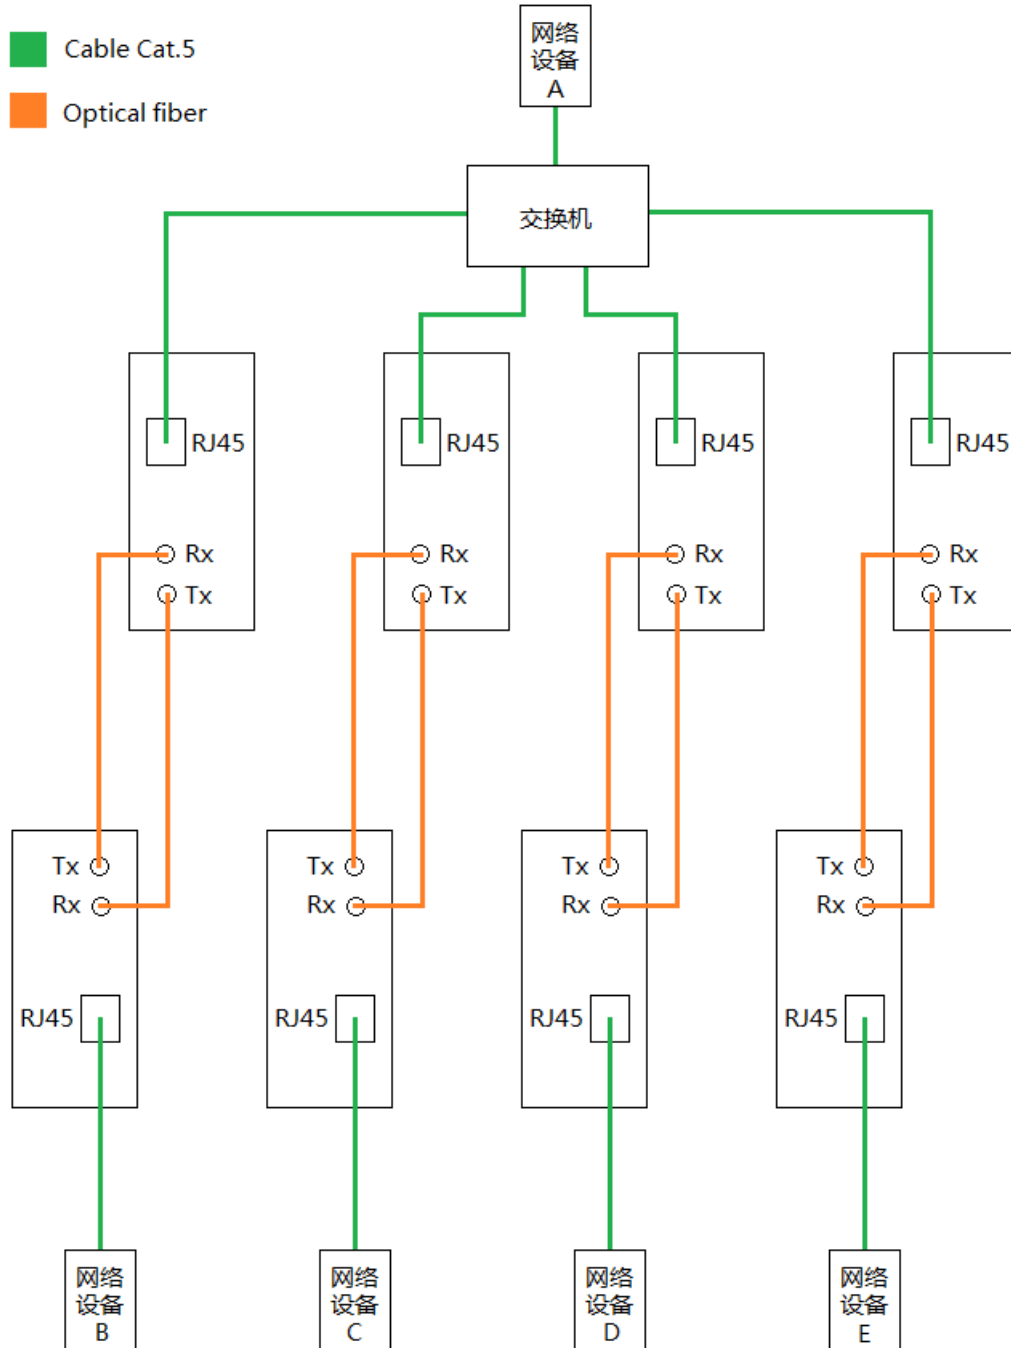 Cable Cat.5
Optical fiber
网络
设备
A
交换机
RJ45
RJ45
RJ45
RJ45
Rx
Rx
Rx
Rx
Tx
Tx
Tx
Tx
Tx
Tx
Tx
Tx
Rx
Rx
Rx
Rx
RJ45
RJ45
RJ45
RJ45
网络
设备
B
网络
设备
C
网络
设备
D
网络
设备
E